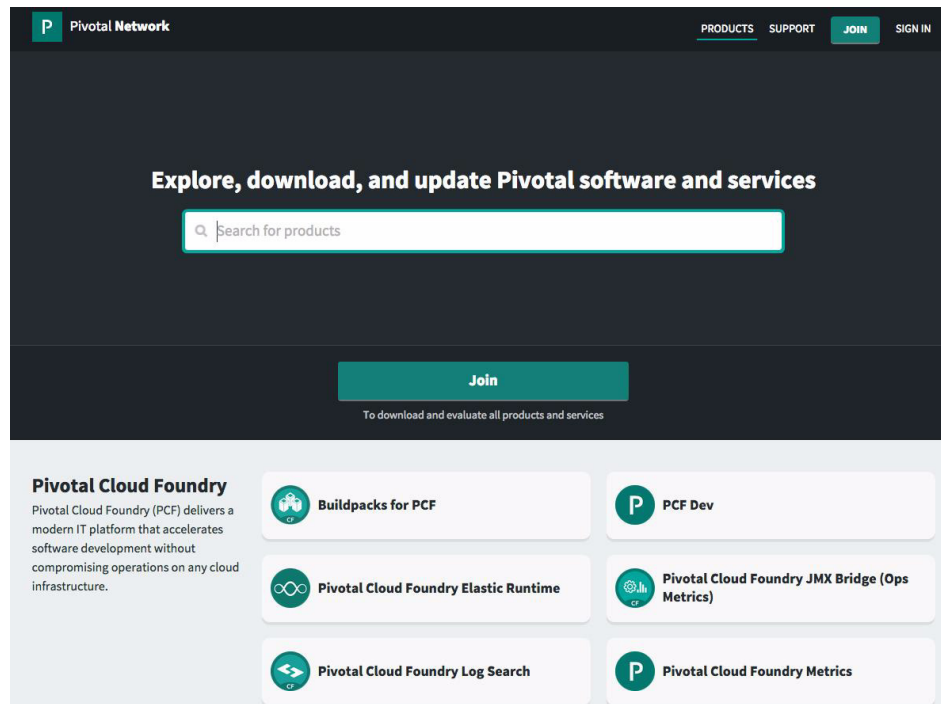 P Pivotal Network PRODUCTS SUPPORT JOIN SIGN IN
Explore, download, and update Pivotal software and services
Search for products
Join
To download and evaluate all products and services
Pivotal Cloud Foundry
Pivotal Cloud Foundry (PCF) delivers a
modern IT platform that accelerates
software development without
compromising operations on any cloud
infrastructure.
CF
Buildpacks for PCF
P
PCF Dev
Pivotal Cloud Foundry Elastic Runtime
CF
Pivotal Cloud Foundry JMX Bridge (Ops
Metrics)
CF
Pivotal Cloud Foundry Log Search
P
Pivotal Cloud Foundry Metrics